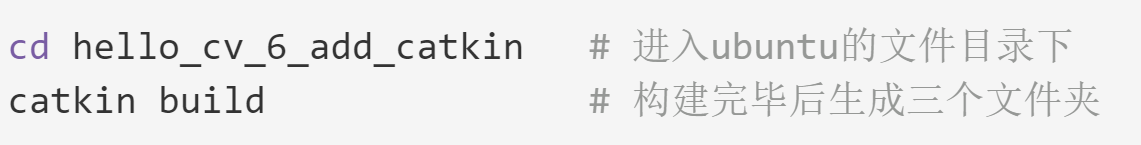 cd hello_cv_6_add_catkin # 进入ubuntu的文件目录下
catkin build # 构建完毕后生成三个文件夹